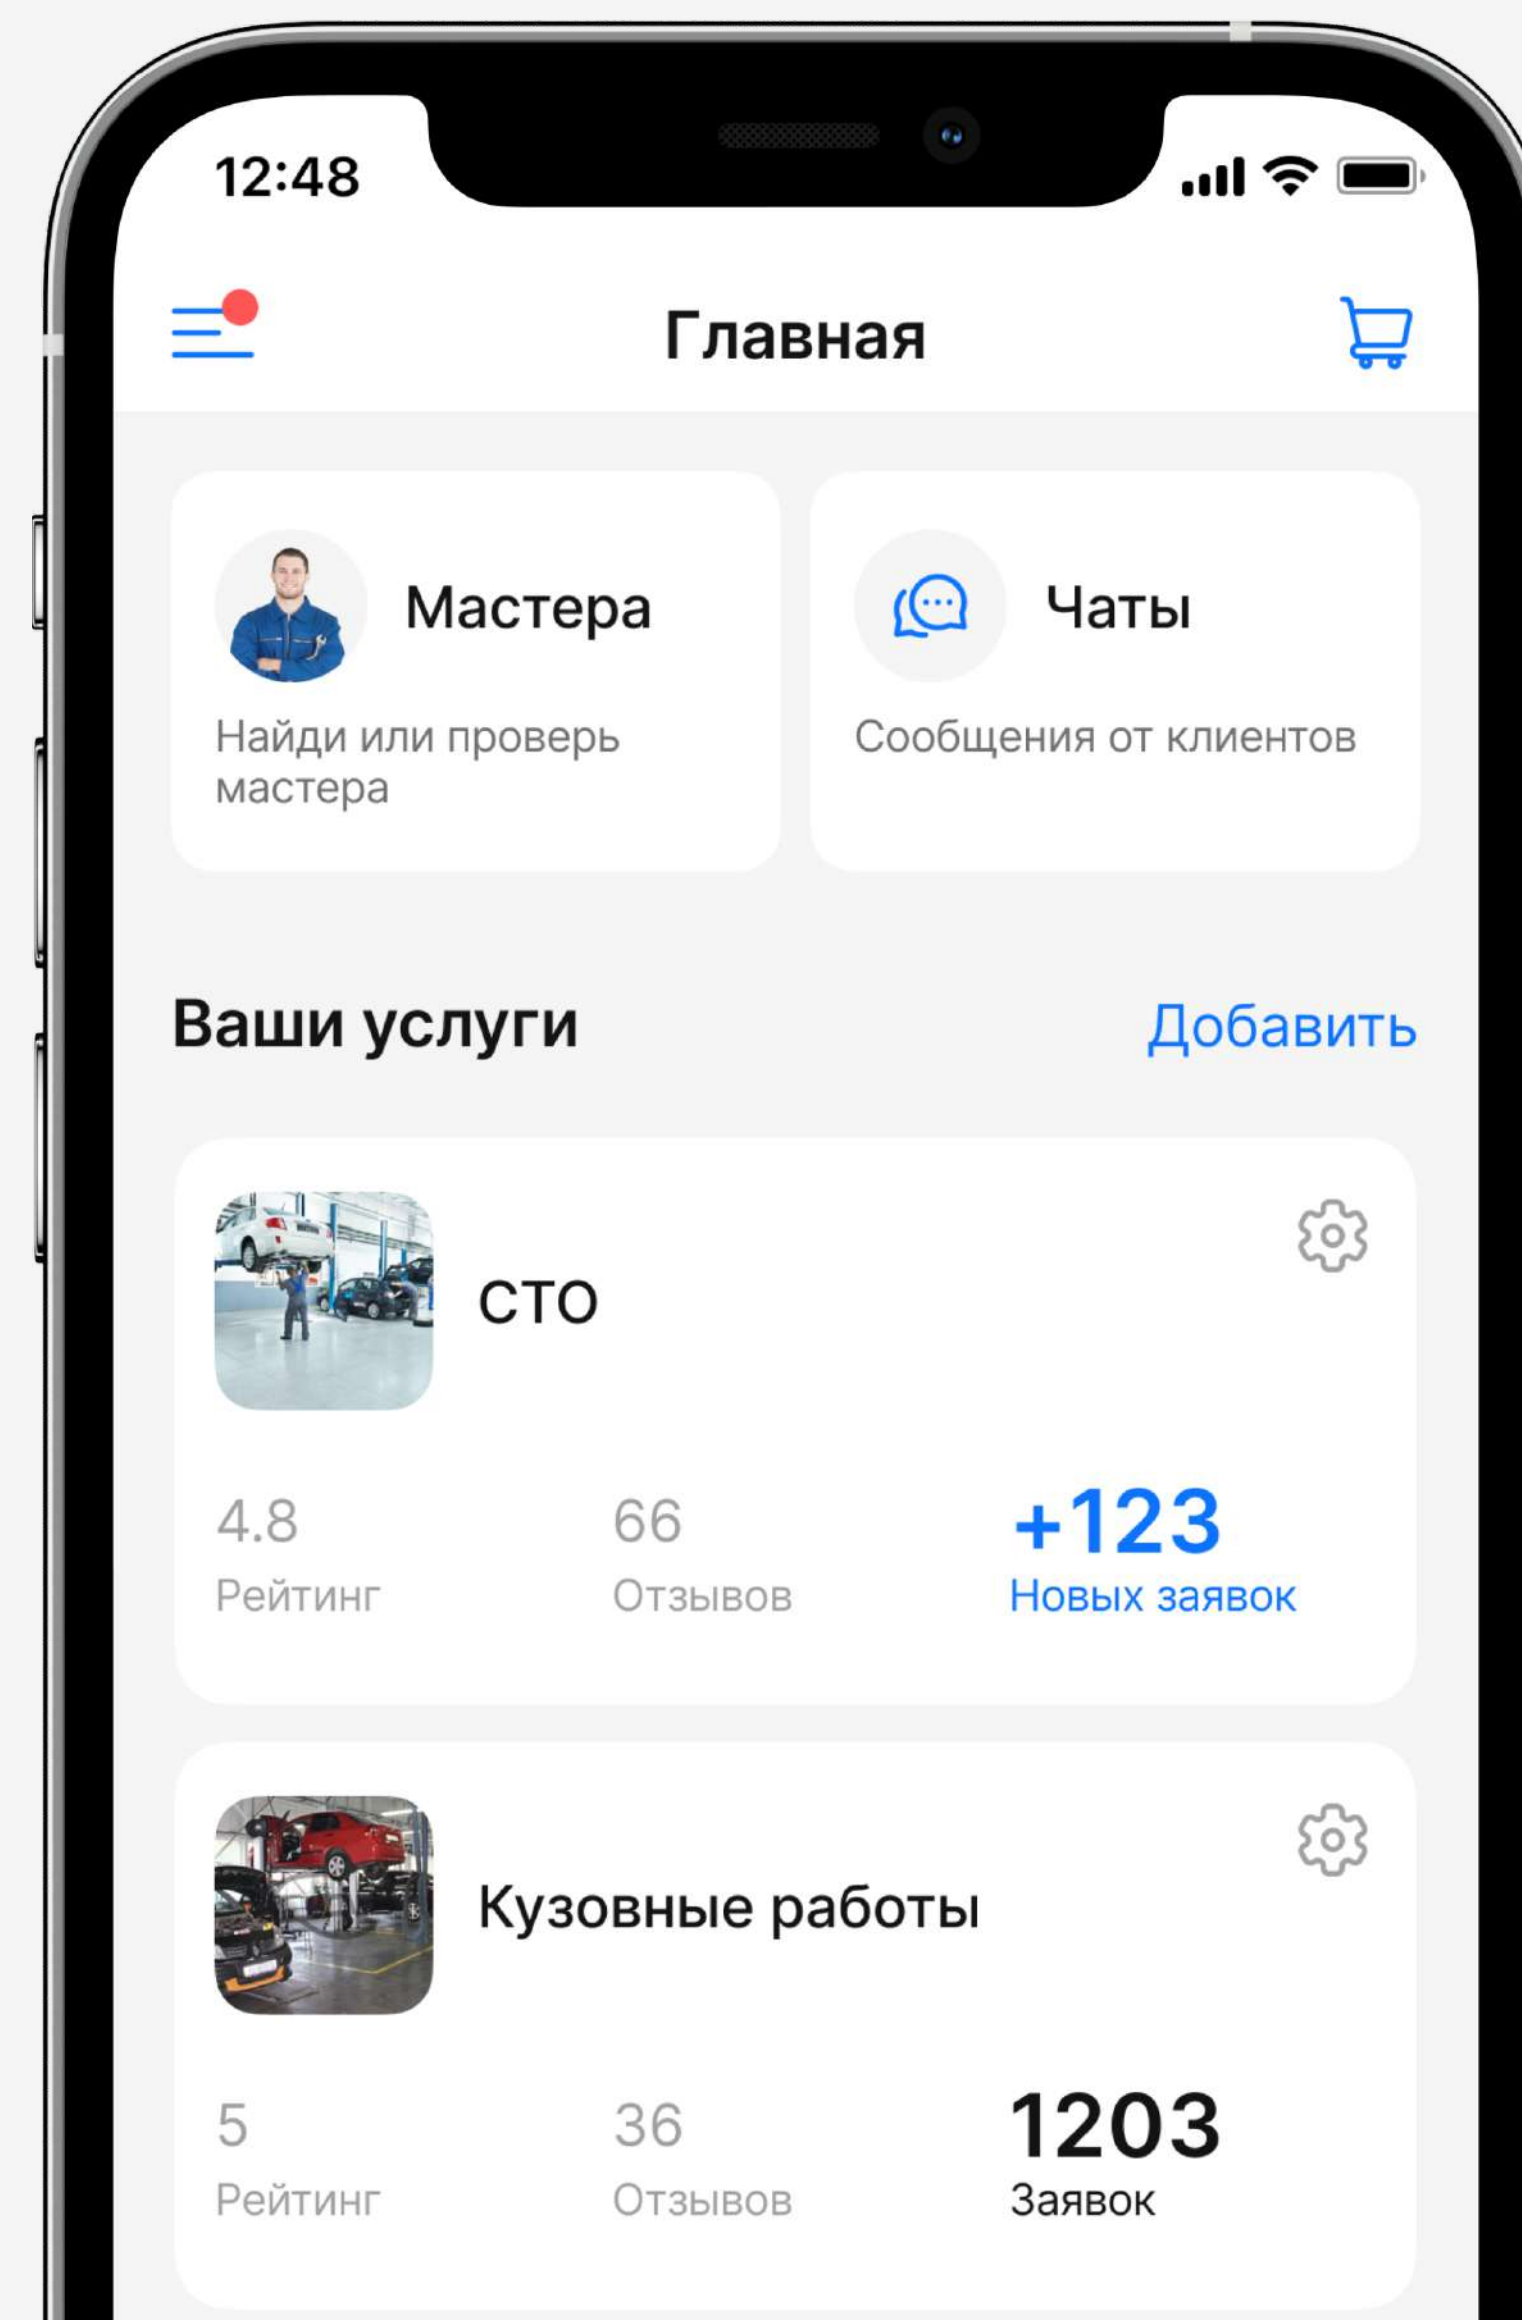 12:48
Главная
Мастера
Чаты
Найди или проверь
мастера
Сообщения от клиентов
Ваши услуги
Добавить
СТО
4.8
66
+123
Рейтинг
Отзывов
Новых заявок
Кузовные работы
5
36
1203
Рейтинг
Отзывов
Заявок